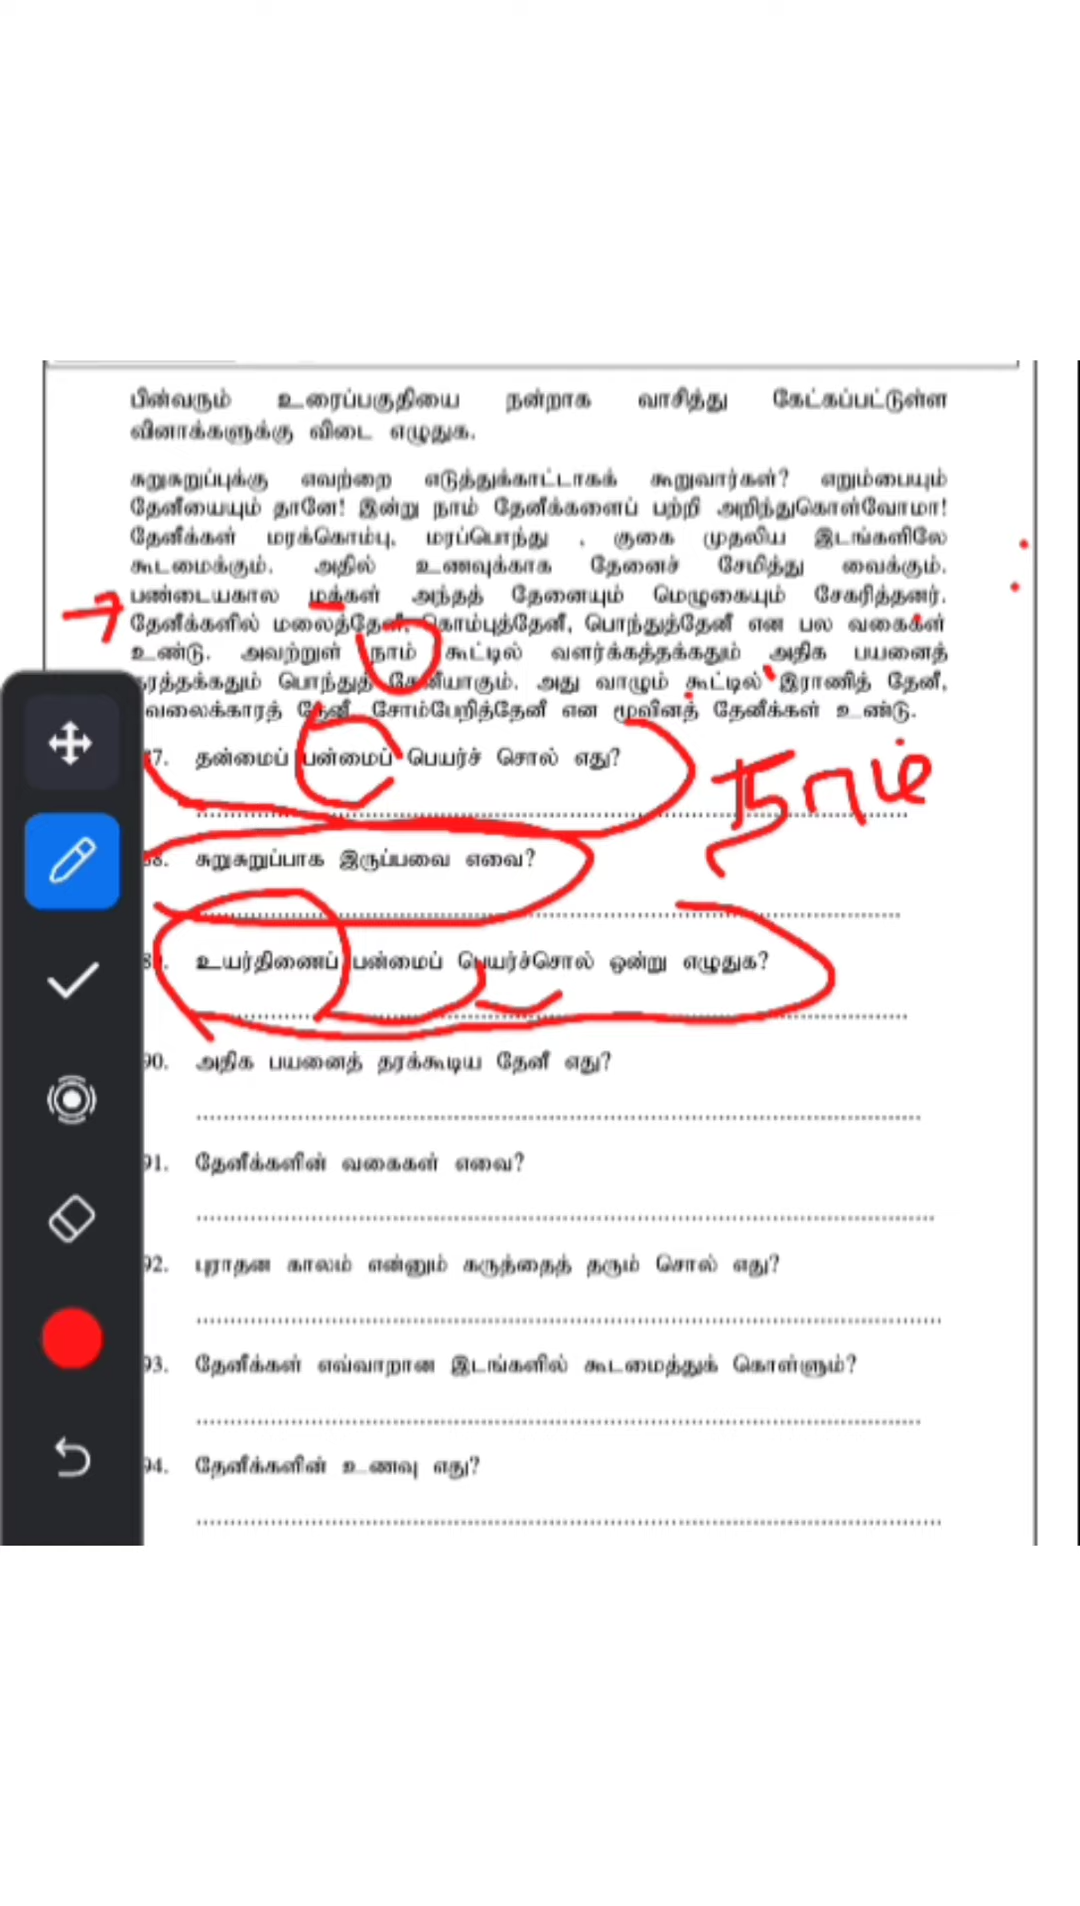 பின்வரும் உரைப்பகுதியை நன்றாக வாசித்து கேட்கப்பட்டுள்ள
வினாக்களுக்கு விடை எழுதுக.
சுறுசுறுப்புக்கு எவற்றை எடுத்துக்காட்டாகக் கூறுவார்கள்? எறும்பையும்
தேனீயையும் தானே! இன்று நாம் தேனீக்களைப் பற்றி அறிந்துகொள்வோமா!
தேனீக்கள் மரக்கொம்பு, மரப்பொந்து , குகை முதலிய இடங்களிலே
கூடமைக்கும். அதில் உணவுக்காக தேனைச் சேமித்து வைக்கும்.
பண்டையகால மக்கள் அந்தத் தேனையும் மெழுகையும் சேகரித்தனர்.
தேனீக்களில் மலைத்தேனீ, கொம்புத்தேனீ, பொந்துத்தேனீ என பல வகைகள்
உண்டு. அவற்றுள் நாம் கூட்டில் வளர்க்கத்தக்கதும் அதிக பயனைத்
தரத்தக்கதும் பொந்துத் தேனீயாகும். அது வாழும் கூட்டில் இராணித் தேனீ,
வேலைக்காரத் தேனீ, சோம்பேறித்தேனீ என மூவினத் தேனீக்கள் உண்டு.
87. தன்மைப் பன்மைப் பெயர்ச் சொல் எது?
நாம்
88. சுறுசுறுப்பாக இருப்பவை எவை?
89. உயர்திணைப் பன்மைப் பெயர்ச்சொல் ஒன்று எழுதுக?
90. அதிக பயனைத் தரக்கூடிய தேனீ எது?
91. தேனீக்களின் வகைகள் எவை?
92. புராதன காலம் என்னும் கருத்தைத் தரும் சொல் எது?
93. தேனீக்கள் எவ்வாறான இடங்களில் கூடமைத்துக் கொள்ளும்?
94. தேனீக்களின் உணவு எது?